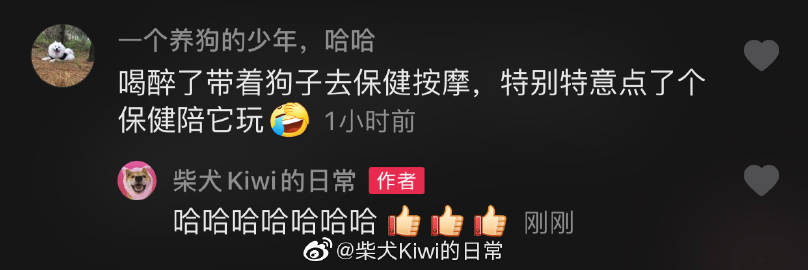 一个养狗的少年，哈哈
喝醉了带着狗子去保健按摩，特别特意点了个
保健陪它玩🤣 1小时前
柴犬Kiwi的日常 作者
哈哈哈哈哈哈哈👍👍👍 刚刚
@柴犬Kiwi的日常